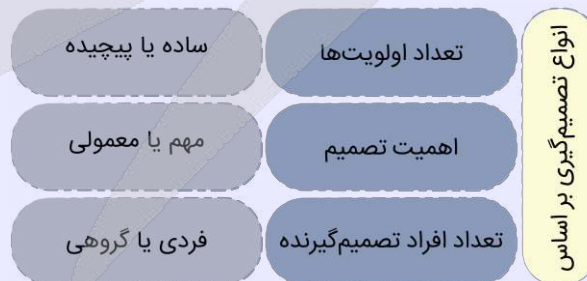 انواع تصمیم‌گیری بر اساس
تعداد اولویت‌ها
ساده یا پیچیده
اهمیت تصمیم
مهم یا معمولی
تعداد افراد تصمیم‌گیرنده
فردی یا گروهی